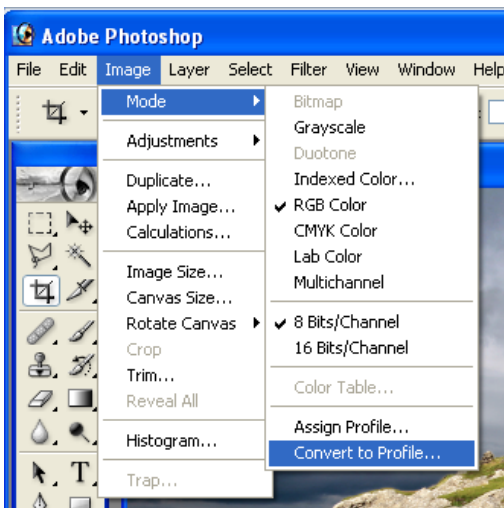 Adobe Photoshop
File Edit Image Layer Select Filter View Window Help
Mode
Adjustments
Duplicate...
Apply Image...
Calculations...
Image Size...
Canvas Size...
Rotate Canvas
Crop
Trim...
Reveal All
Histogram...
Trap...
Bitmap
Grayscale
Duotone
Indexed Color...
RGB Color
CMYK Color
Lab Color
Multichannel
8 Bits/Channel
16 Bits/Channel
Color Table...
Assign Profile...
Convert to Profile...
T